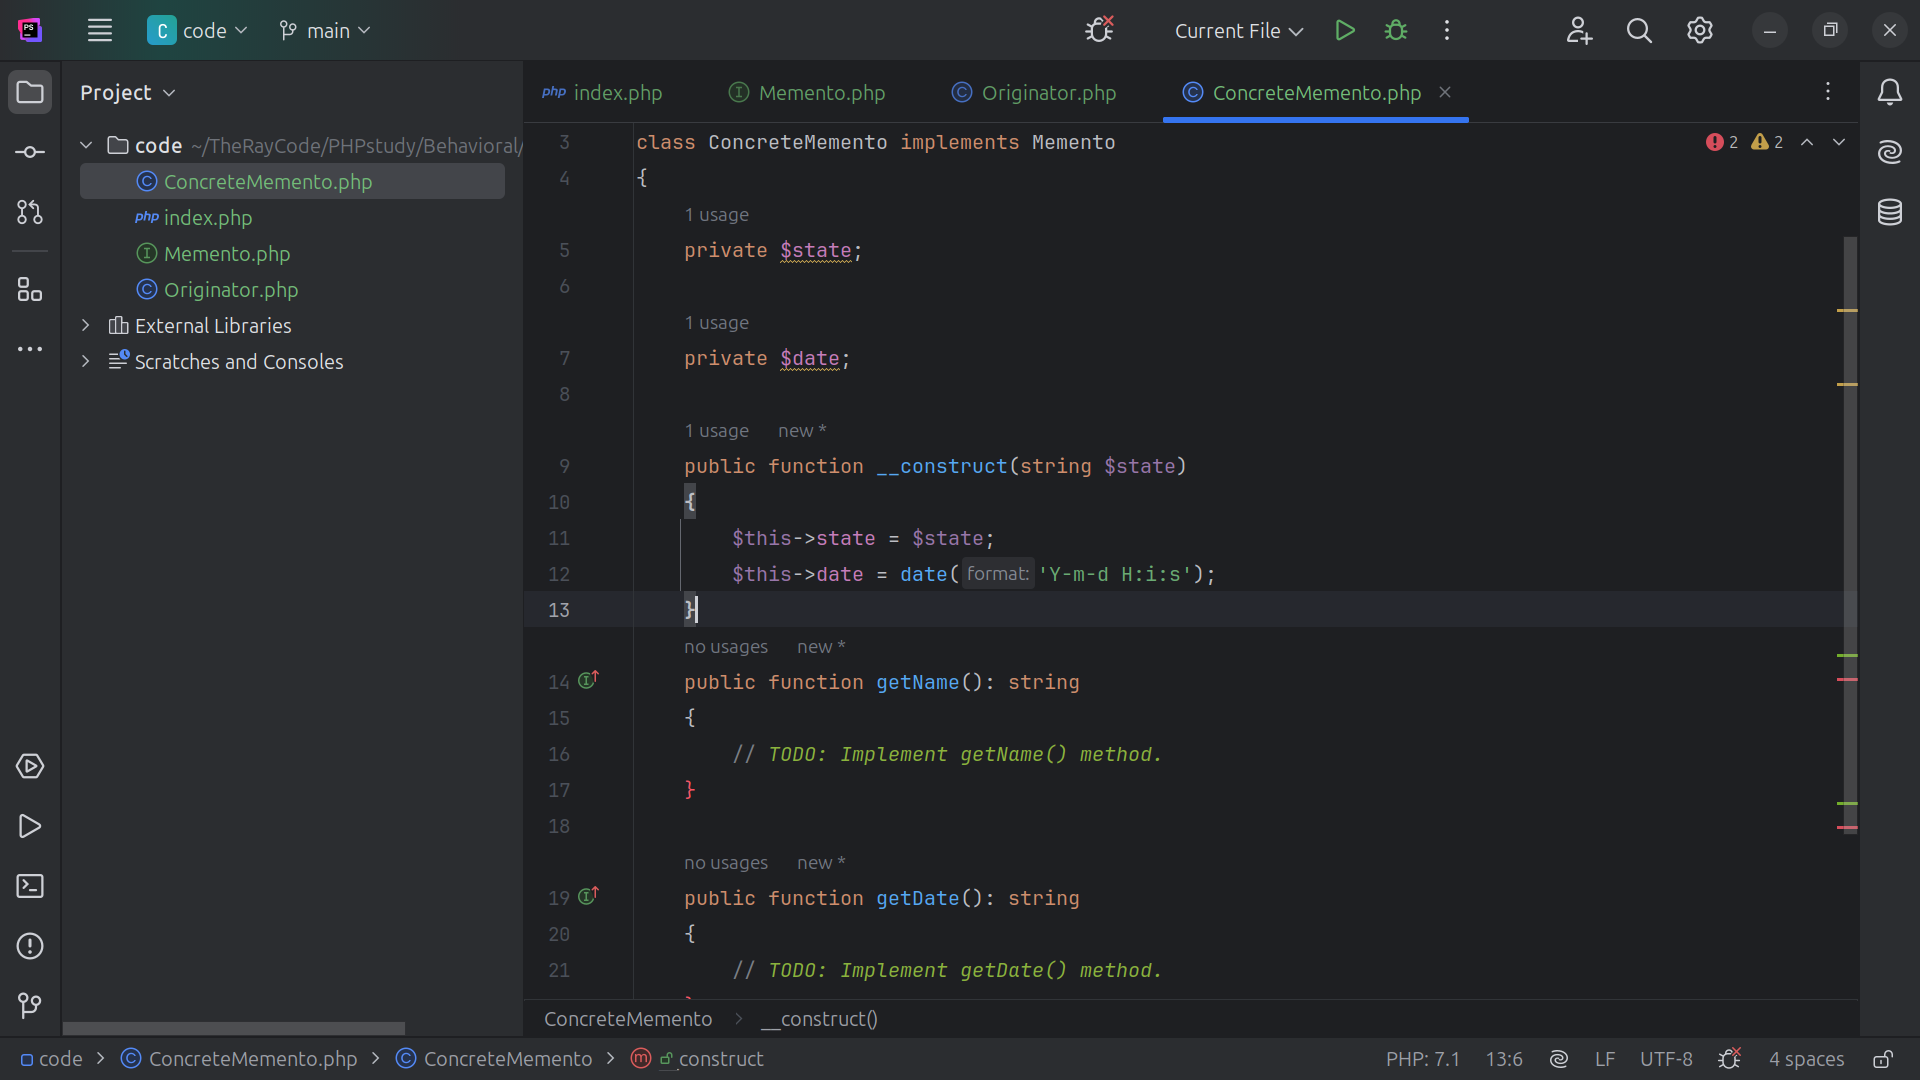 PS
C code main
Current File
Project
code ~/TheRayCode/PHPstudy/Behavioral/
ConcreteMemento.php
php index.php
Memento.php
Originator.php
External Libraries
Scratches and Consoles
php index.php Memento.php Originator.php ConcreteMemento.php
2 2
3 class ConcreteMemento implements Memento
4 {
1 usage
5 private $state;
6
1 usage
7 private $date;
8
1 usage new *
9 public function __construct(string $state)
10 {
11 $this->state = $state;
12 $this->date = date( format: 'Y-m-d H:i:s');
13 }
no usages new *
14 public function getName(): string
15 {
16 // TODO: Implement getName() method.
17 }
18
no usages new *
19 public function getDate(): string
20 {
21 // TODO: Implement getDate() method.
ConcreteMemento > __construct()
code > ConcreteMemento.php > ConcreteMemento > __construct
PHP: 7.1 13:6 LF UTF-8 4 spaces